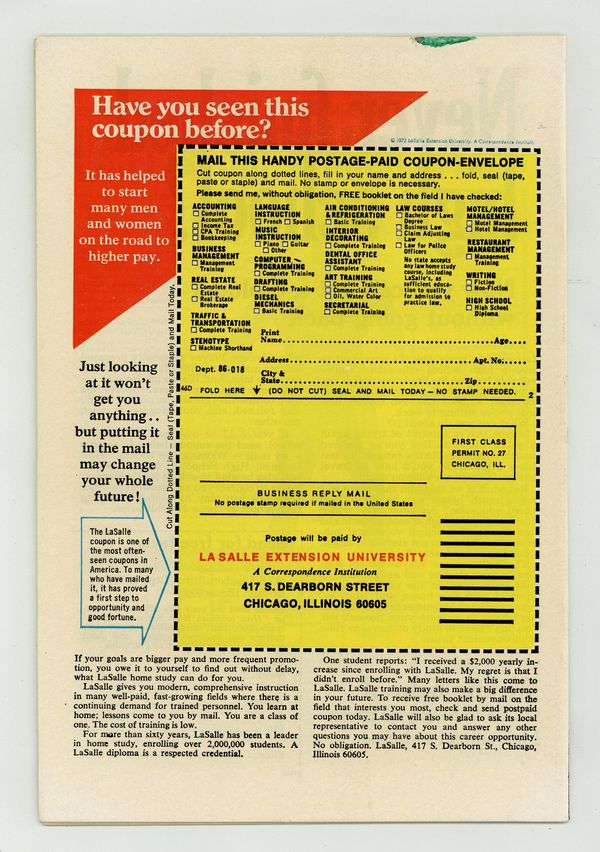 Have you seen this
coupon before?
It has helped
to start
many men
and women
on the road to
higher pay.
Just looking
at it won't
get you
anything . .
but putting it
in the mail
may change
your whole
future!
The LaSalle
coupon is one of
the most often-
seen coupons in
America. To many
who have mailed
it, it has proved
a first step to
opportunity and
good fortune.
Cut Along Dotted Line — Seal (Tape, Paste or Staple) and Mail Today.
LaSalle Extension University. A Correspondence Institution.
MAIL THIS HANDY POSTAGE-PAID COUPON-ENVELOPE
Cut coupon along dotted lines, fill in your name and address . . . fold, seal (tape,
paste or staple) and mail. No stamp or envelope is necessary.
Please send me, without obligation, FREE booklet on the field I have checked:
ACCOUNTING
Complete
Accounting
Income Tax
CPA Training
Bookkeeping
BUSINESS
MANAGEMENT
Management
Training
REAL ESTATE
Complete Real
Estate
Real Estate
Brokerage
TRAFFIC &
TRANSPORTATION
Complete Training
STENOTYPE
Machine Shorthand
LANGUAGE
INSTRUCTION
French Spanish
MUSIC
INSTRUCTION
Piano Guitar
Other
COMPUTER
PROGRAMMING
Complete Training
DRAFTING
Complete Training
DIESEL
MECHANICS
Basic Training
AIR CONDITIONING
& REFRIGERATION
Basic Training
INTERIOR
DECORATING
Complete Training
DENTAL OFFICE
ASSISTANT
Complete Training
ART TRAINING
Complete Training
Commercial Art
Oil, Water Color
SECRETARIAL
Complete Training
LAW COURSES
Bachelor of Laws
Degree
Business Law
Claim Adjusting
Law
Law for Police
Officers
No state accepts
any law home study
course, including
LaSalle's, as
sufficient educa-
tion to qualify
for admission to
practice law.
MOTEL/HOTEL
MANAGEMENT
Motel Management
Hotel Management
RESTAURANT
MANAGEMENT
Management
Training
WRITING
Fiction
Non-Fiction
HIGH SCHOOL
High School
Diploma
Print
Name Age
Address Apt. No.
Dept. 86-018 City &
State Zip
46D FOLD HERE (DO NOT CUT) SEAL AND MAIL TODAY – NO STAMP NEEDED. 2
FIRST CLASS
PERMIT NO. 27
CHICAGO, ILL.
BUSINESS REPLY MAIL
No postage stamp required if mailed in the United States
Postage will be paid by
LA SALLE EXTENSION UNIVERSITY
A Correspondence Institution
417 S. DEARBORN STREET
CHICAGO, ILLINOIS 60605
If your goals are bigger pay and more frequent promo-
tion, you owe it to yourself to find out without delay,
what LaSalle home study can do for you.
LaSalle gives you modern, comprehensive instruction
in many well-paid, fast-growing fields where there is a
continuing demand for trained personnel. You learn at
home; lessons come to you by mail. You are a class of
one. The cost of training is low.
For more than sixty years, LaSalle has been a leader
in home study, enrolling over 2,000,000 students. A
LaSalle diploma is a respected credential.
One student reports: "I received a $2,000 yearly in-
crease since enrolling with LaSalle. My regret is that I
didn't enroll before." Many letters like this come to
LaSalle. LaSalle training may also make a big difference
in your future. To receive free booklet by mail on the
field that interests you most, check and send postpaid
coupon today. LaSalle will also be glad to ask its local
representative to contact you and answer any other
questions you may have about this career opportunity.
No obligation. LaSalle, 417 S. Dearborn St., Chicago,
Illinois 60605.